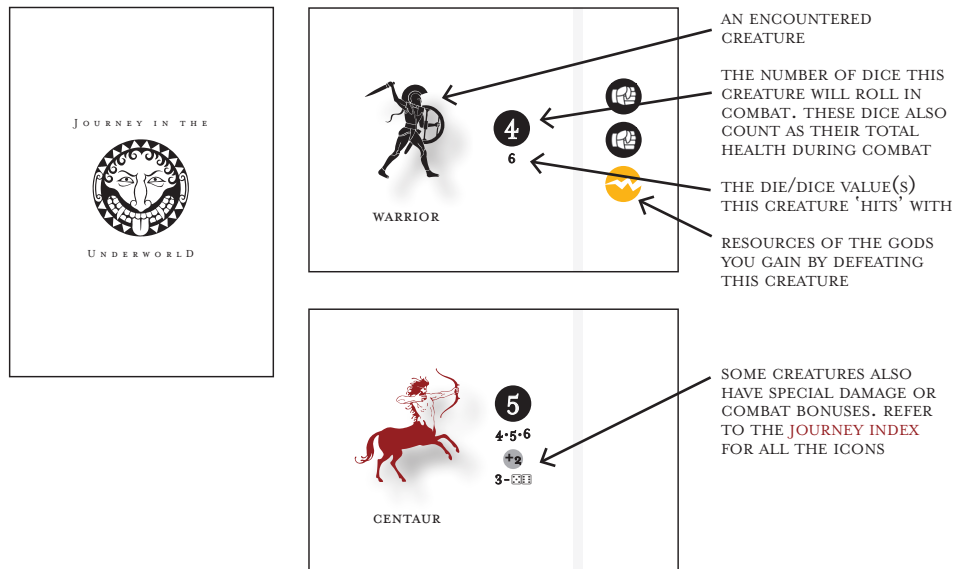 Journey in the
Underworld
4
6
WARRIOR
AN ENCOUNTERED
CREATURE
THE NUMBER OF DICE THIS
CREATURE WILL ROLL IN
COMBAT. THESE DICE ALSO
COUNT AS THEIR TOTAL
HEALTH DURING COMBAT
THE DIE/DICE VALUE(S)
THIS CREATURE ‘HITS’ WITH
RESOURCES OF THE GODS
YOU GAIN BY DEFEATING
THIS CREATURE
5
4·5·6
+2
3-⚄⚅
CENTAUR
SOME CREATURES ALSO
HAVE SPECIAL DAMAGE OR
COMBAT BONUSES. REFER
TO THE JOURNEY INDEX
FOR ALL THE ICONS